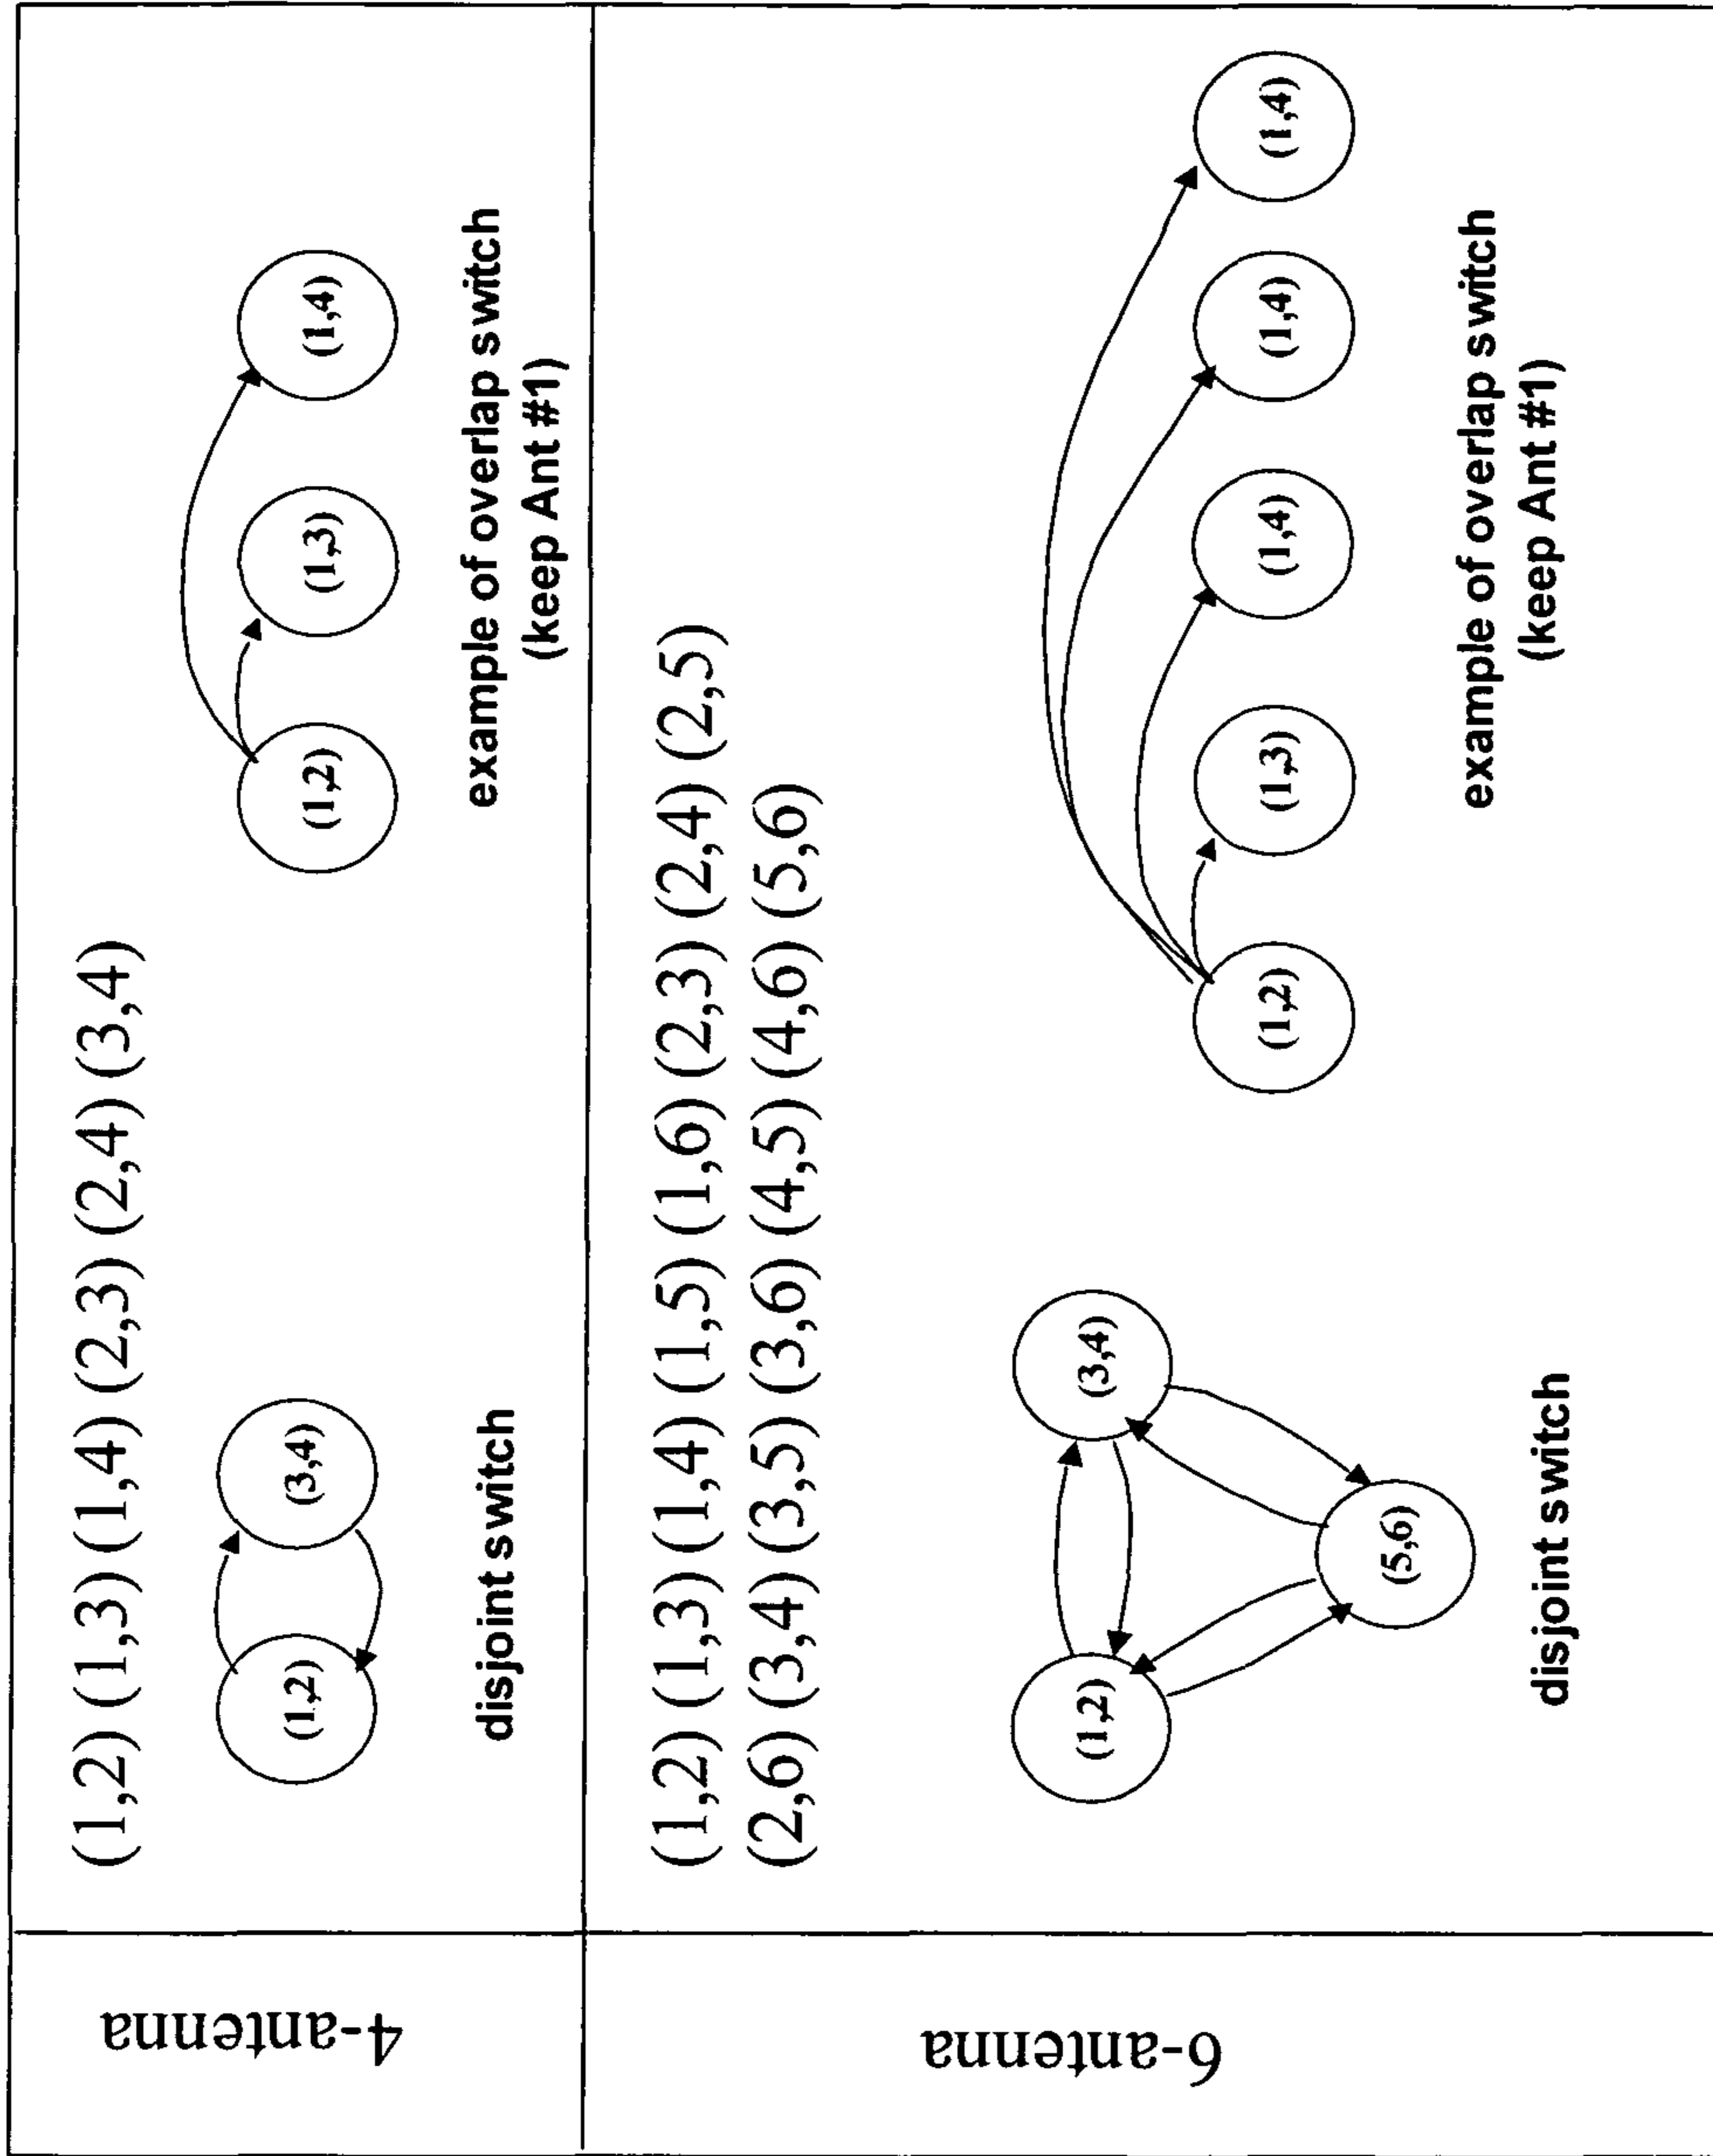 4-antenna
(1,2) (1,3) (1,4) (2,3) (2,4) (3,4)
(1,2)
(3,4)
disjoint switch
(1,2)
(1,3)
(1,4)
example of overlap switch
(keep Ant #1)
6-antenna
(1,2) (1,3) (1,4) (1,5) (1,6) (2,3) (2,4) (2,5)
(2,6) (3,4) (3,5) (3,6) (4,5) (4,6) (5,6)
(1,2)
(3,4)
(5,6)
disjoint switch
(1,2)
(1,3)
(1,4)
(1,4)
(1,4)
example of overlap switch
(keep Ant #1)